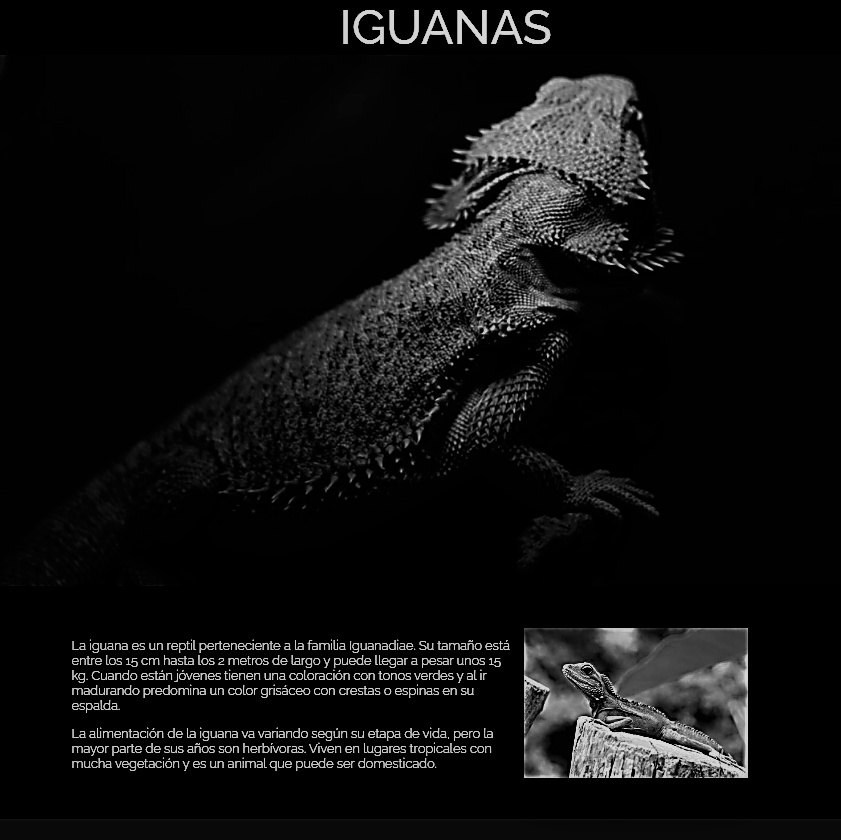 IGUANAS
La iguana es un reptil perteneciente a la familia Iguanadiae. Su tamaño está
entre los 15 cm hasta los 2 metros de largo y puede llegar a pesar unos 15
kg. Cuando están jóvenes tienen una coloración con tonos verdes y al ir
madurando predomina un color grisáceo con crestas o espinas en su
espalda.
La alimentación de la iguana va variando según su etapa de vida, pero la
mayor parte de sus años son herbívoras. Viven en lugares tropicales con
mucha vegetación y es un animal que puede ser domesticado.